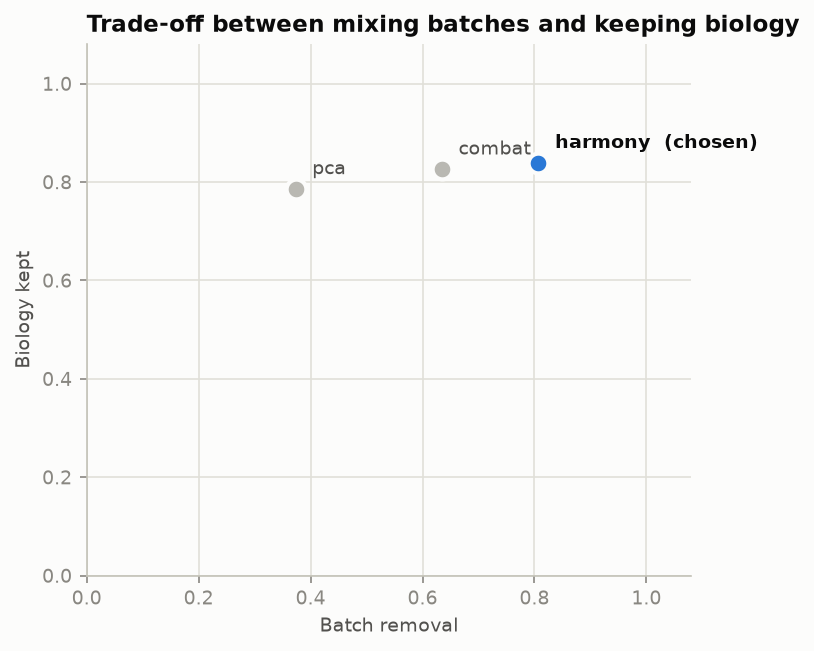 Trade-off between mixing batches and keeping biology
1.0
harmony (chosen)
combat
pca
0.8
Biology kept
0.6
0.4
0.2
0.0
0.0 0.2 0.4 0.6 0.8 1.0
Batch removal